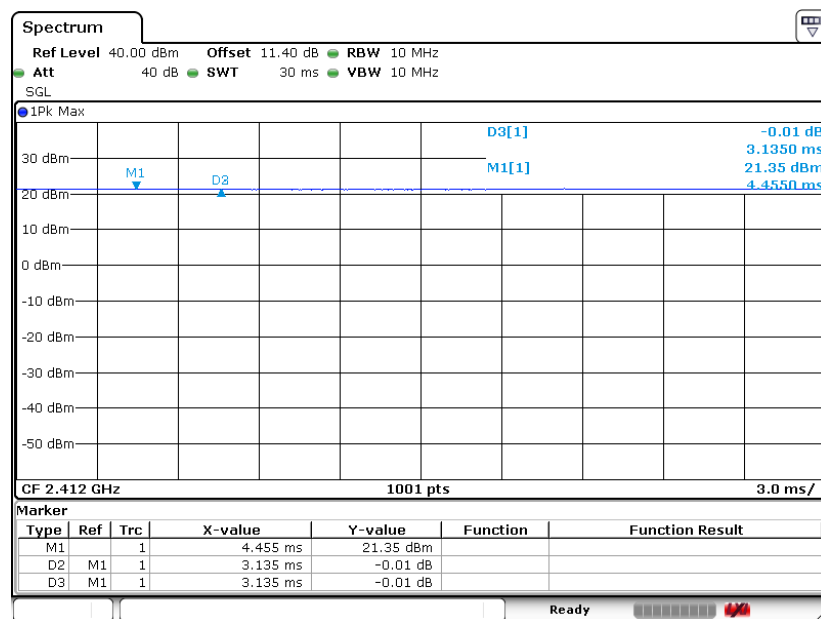 Spectrum
Ref Level 40.00 dBm Offset 11.40 dB RBW 10 MHz
Att 40 dB SWT 30 ms VBW 10 MHz
SGL
1Pk Max
D3[1] -0.01 dB
3.1350 ms
30 dBm
M1[1] 21.35 dBm
4.4550 ms
M1
20 dBm
10 dBm
0 dBm
-10 dBm
-20 dBm
-30 dBm
-40 dBm
-50 dBm
CF 2.412 GHz 1001 pts 3.0 ms/
Marker
Type Ref Trc X-value Y-value Function Function Result
M1 1 4.455 ms 21.35 dBm
D2 M1 1 3.135 ms -0.01 dB
D3 M1 1 3.135 ms -0.01 dB
Ready